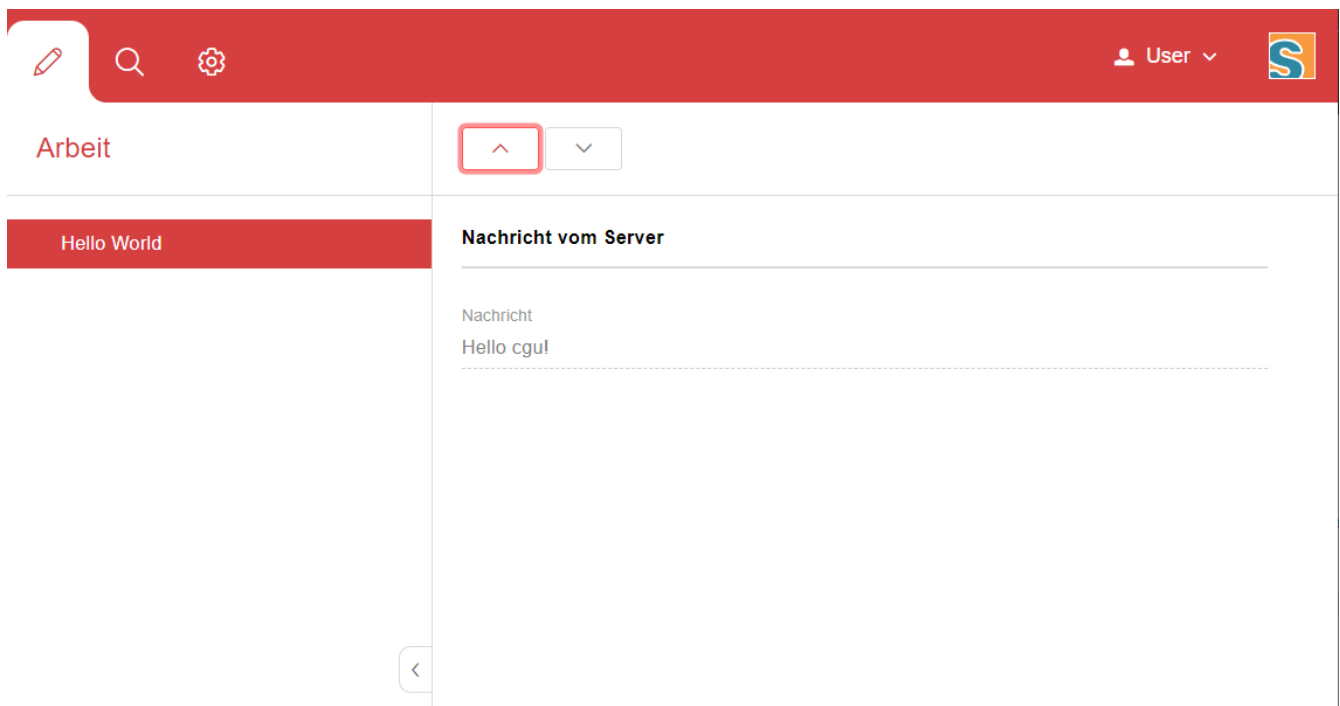 User
S
Arbeit
Hello World
Nachricht vom Server
Nachricht
Hello cgu!